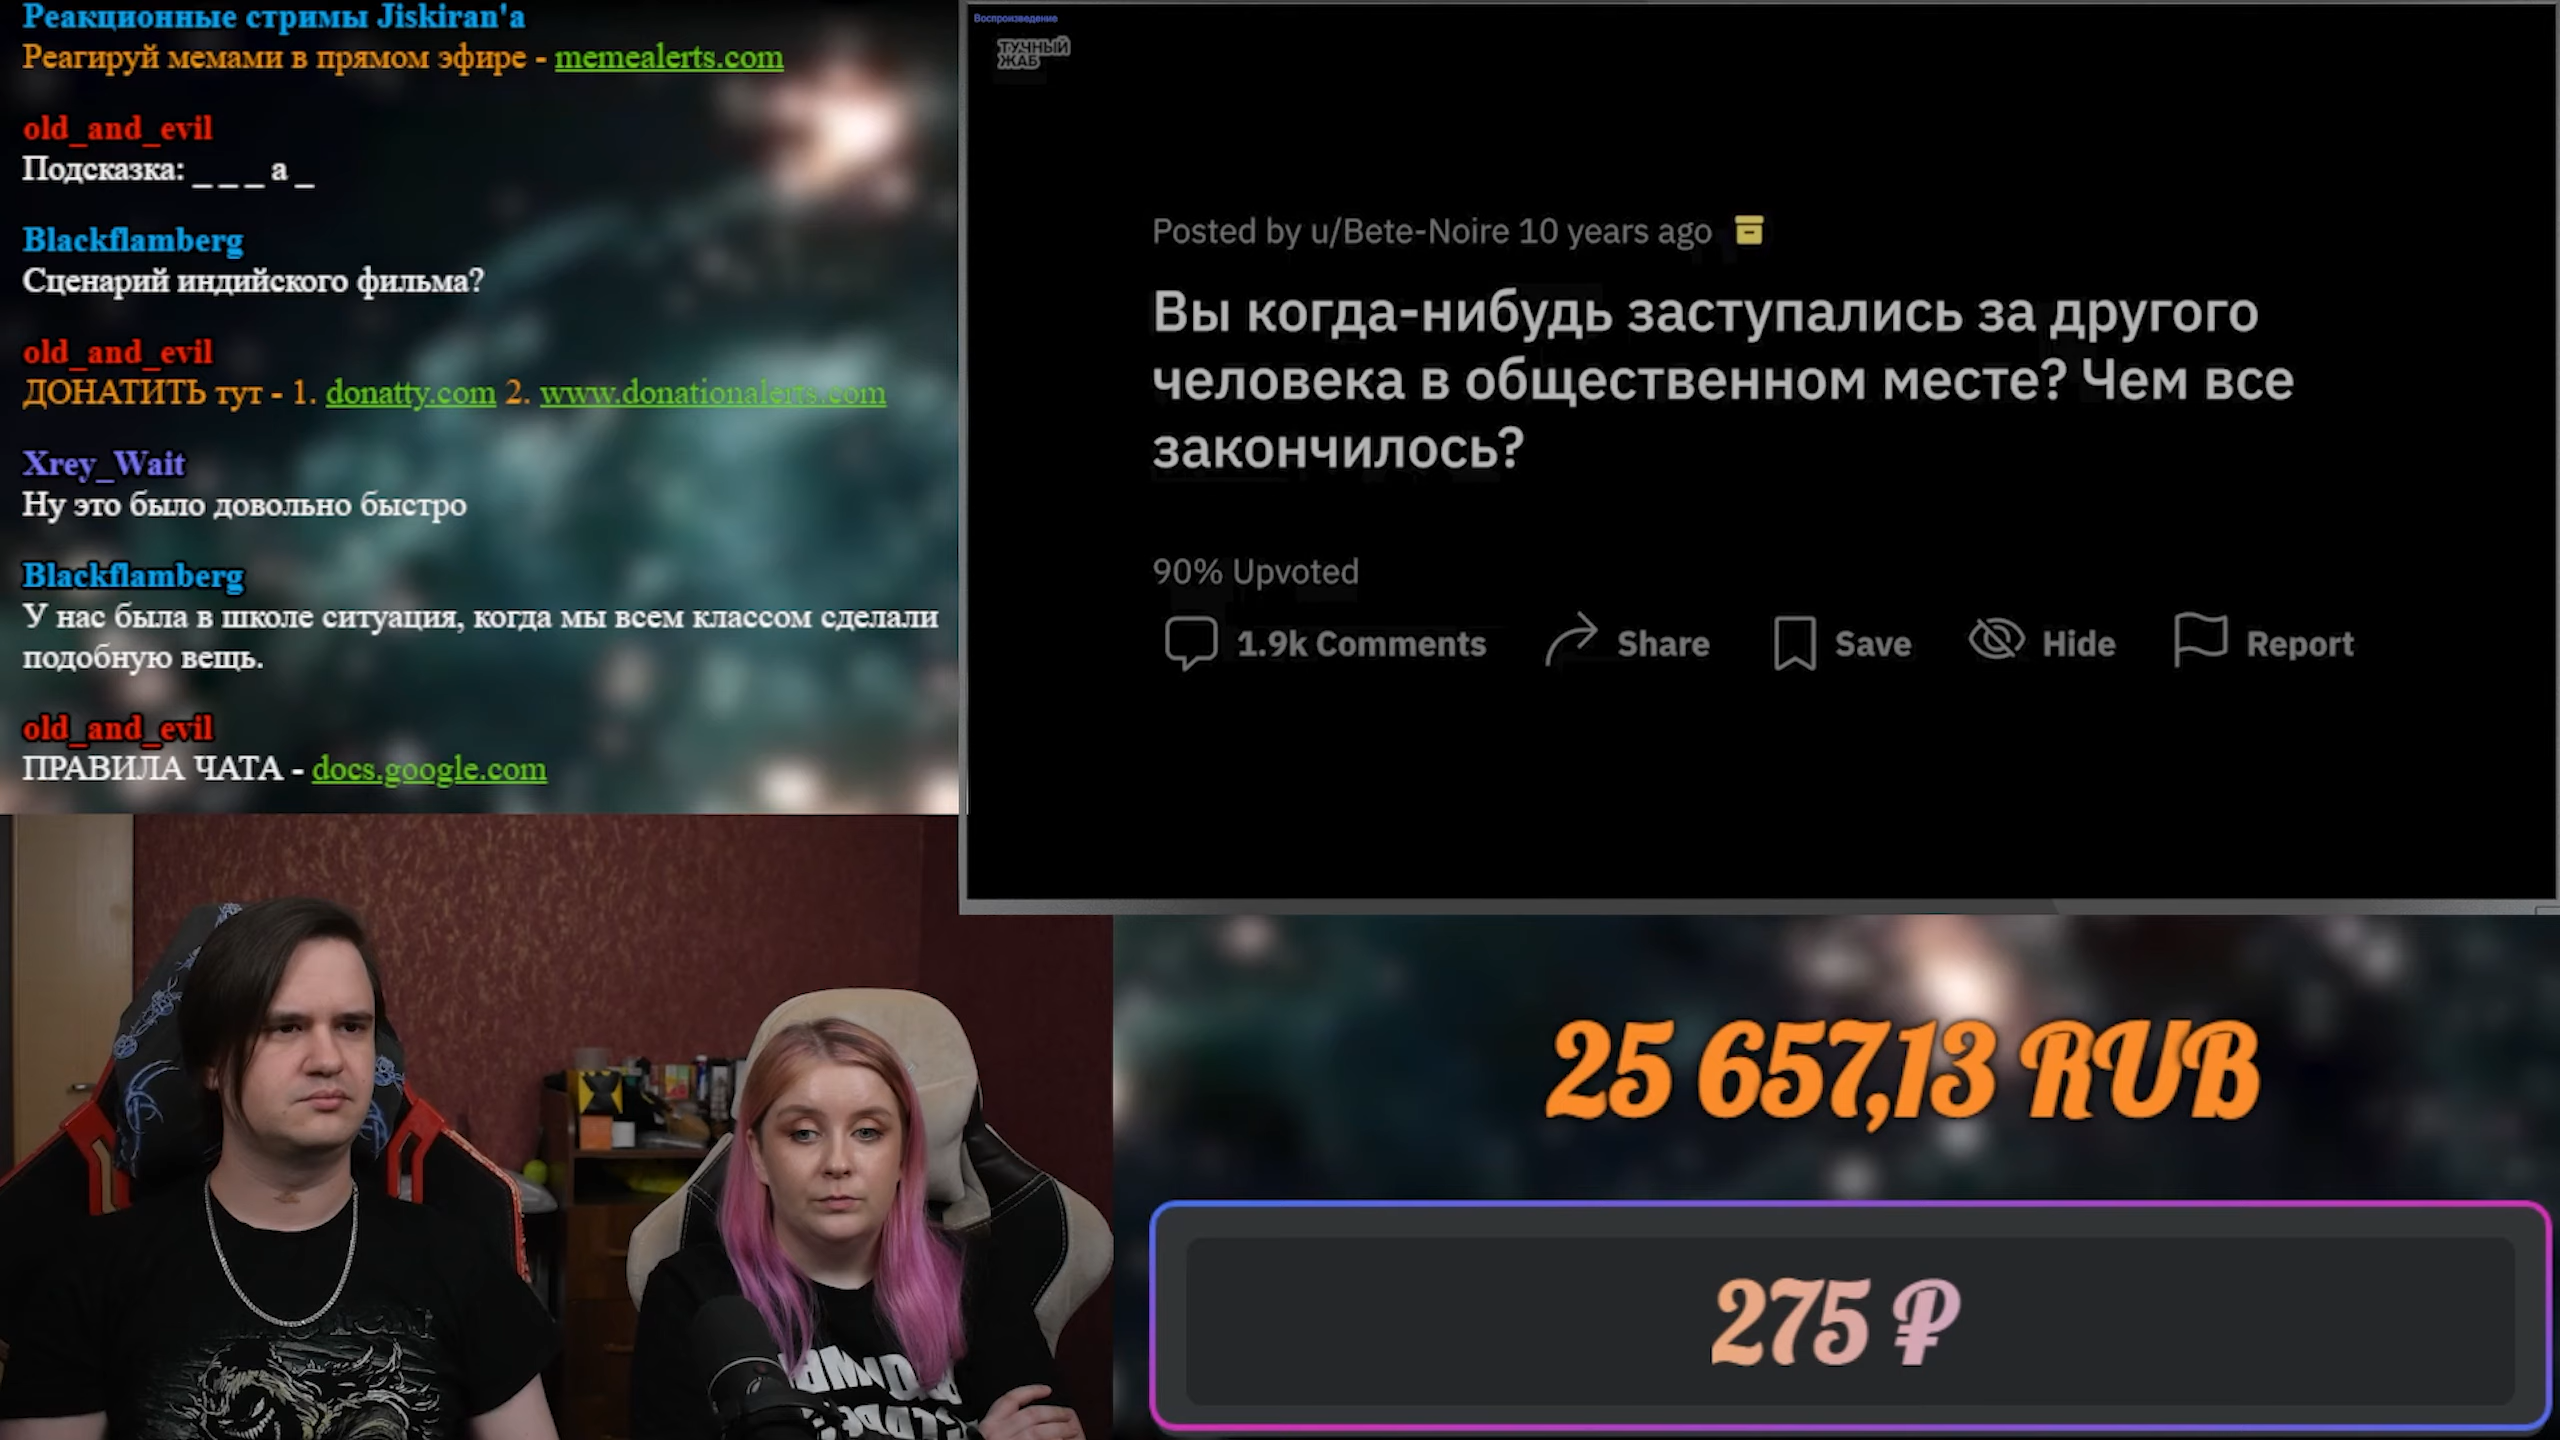 Реакционные стримы Jiskiran'a
Реагируй мемами в прямом эфире - memealerts.com
old_and_evil
Подсказка: _ _ _ а _
Blackflamberg
Сценарий индийского фильма?
old_and_evil
ДОНАТИТЬ тут - 1. donatty.com 2. www.donationalerts.com
Xrey_Wait
Ну это было довольно быстро
Blackflamberg
У нас была в школе ситуация, когда мы всем классом сделали
подобную вещь.
old_and_evil
ПРАВИЛА ЧАТА - docs.google.com
Воспроизведение
ТУЧНЫЙ
ЖАБ
Posted by u/Bete-Noire 10 years ago
Вы когда-нибудь заступались за другого
человека в общественном месте? Чем все
закончилось?
90% Upvoted
1.9k Comments Share Save Hide Report
25 657,13 RUB
275 ₽